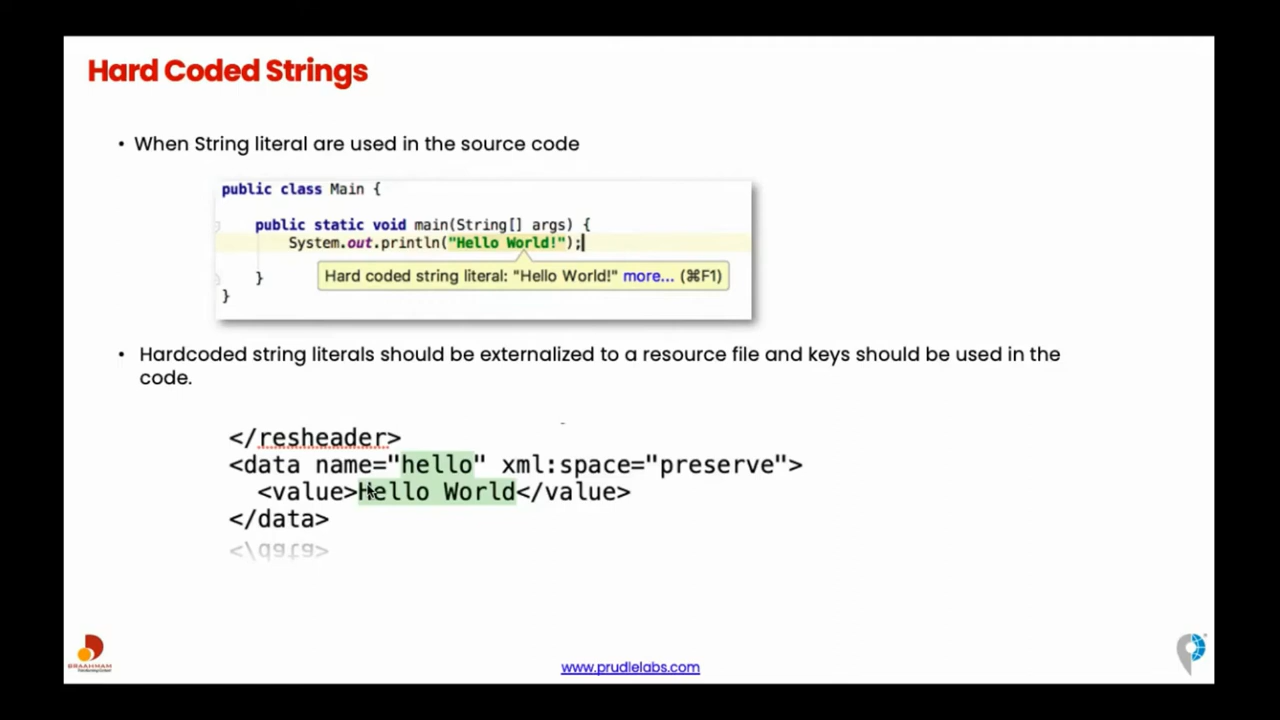 Hard Coded Strings
• When String literal are used in the source code
public class Main {
public static void main(String[] args) {
System.out.println("Hello World!");
Hard coded string literal: "Hello World!" more... (⌘F1)
}
}
• Hardcoded string literals should be externalized to a resource file and keys should be used in the
code.
</resheader>
<data name="hello" xml:space="preserve">
<value>Hello World</value>
</data>
BRAAHMAM
www.prudlelabs.com